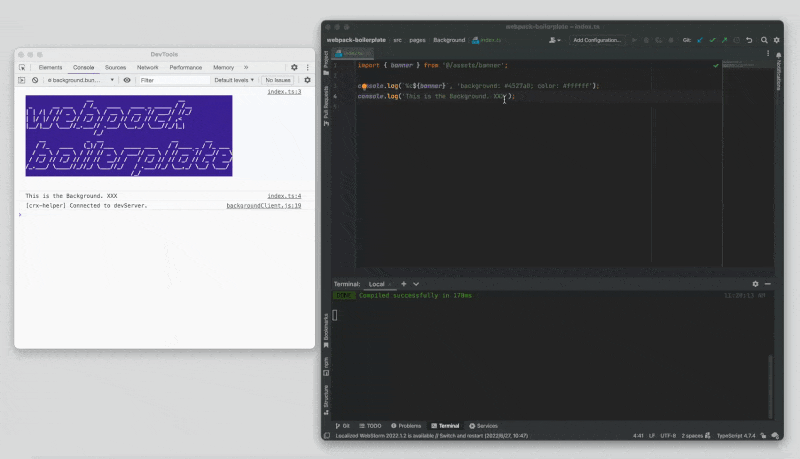 DevTools
Elements Console Sources Network Performance Memory
background.bun... Filter Default levels No Issues
index.ts:3
webpack
boilerplate
This is the Background. XXX index.ts:4
[crx-helper] Connected to devServer. backgroundClient.js:19
webpack-boilerplate – index.ts
webpack-boilerplate src pages Background index.ts Add Configuration... Git:
Project
Pull Requests
Notifications
index.ts
import { banner } from '@/assets/banner';
console.log(`%c${banner}`, 'background: #4527a0; color: #ffffff');
console.log('This is the Background. XXX');
Terminal: Local
DONE Compiled successfully in 178ms
Bookmarks
npm
Structure
Git TODO Problems Terminal Services
Localized WebStorm 2022.1.2 is available // Switch and restart (2022/6/27, 10:47) 4:41 LF UTF-8 2 spaces TypeScript 4.7.4